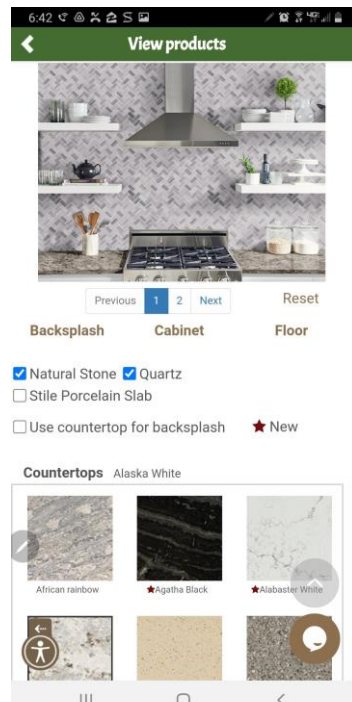 6:42
View products
Previous 1 2 Next Reset
Backsplash Cabinet Floor
Natural Stone Quartz
Stile Porcelain Slab
Use countertop for backsplash New
Countertops Alaska White
African rainbow Agatha Black Alabaster White